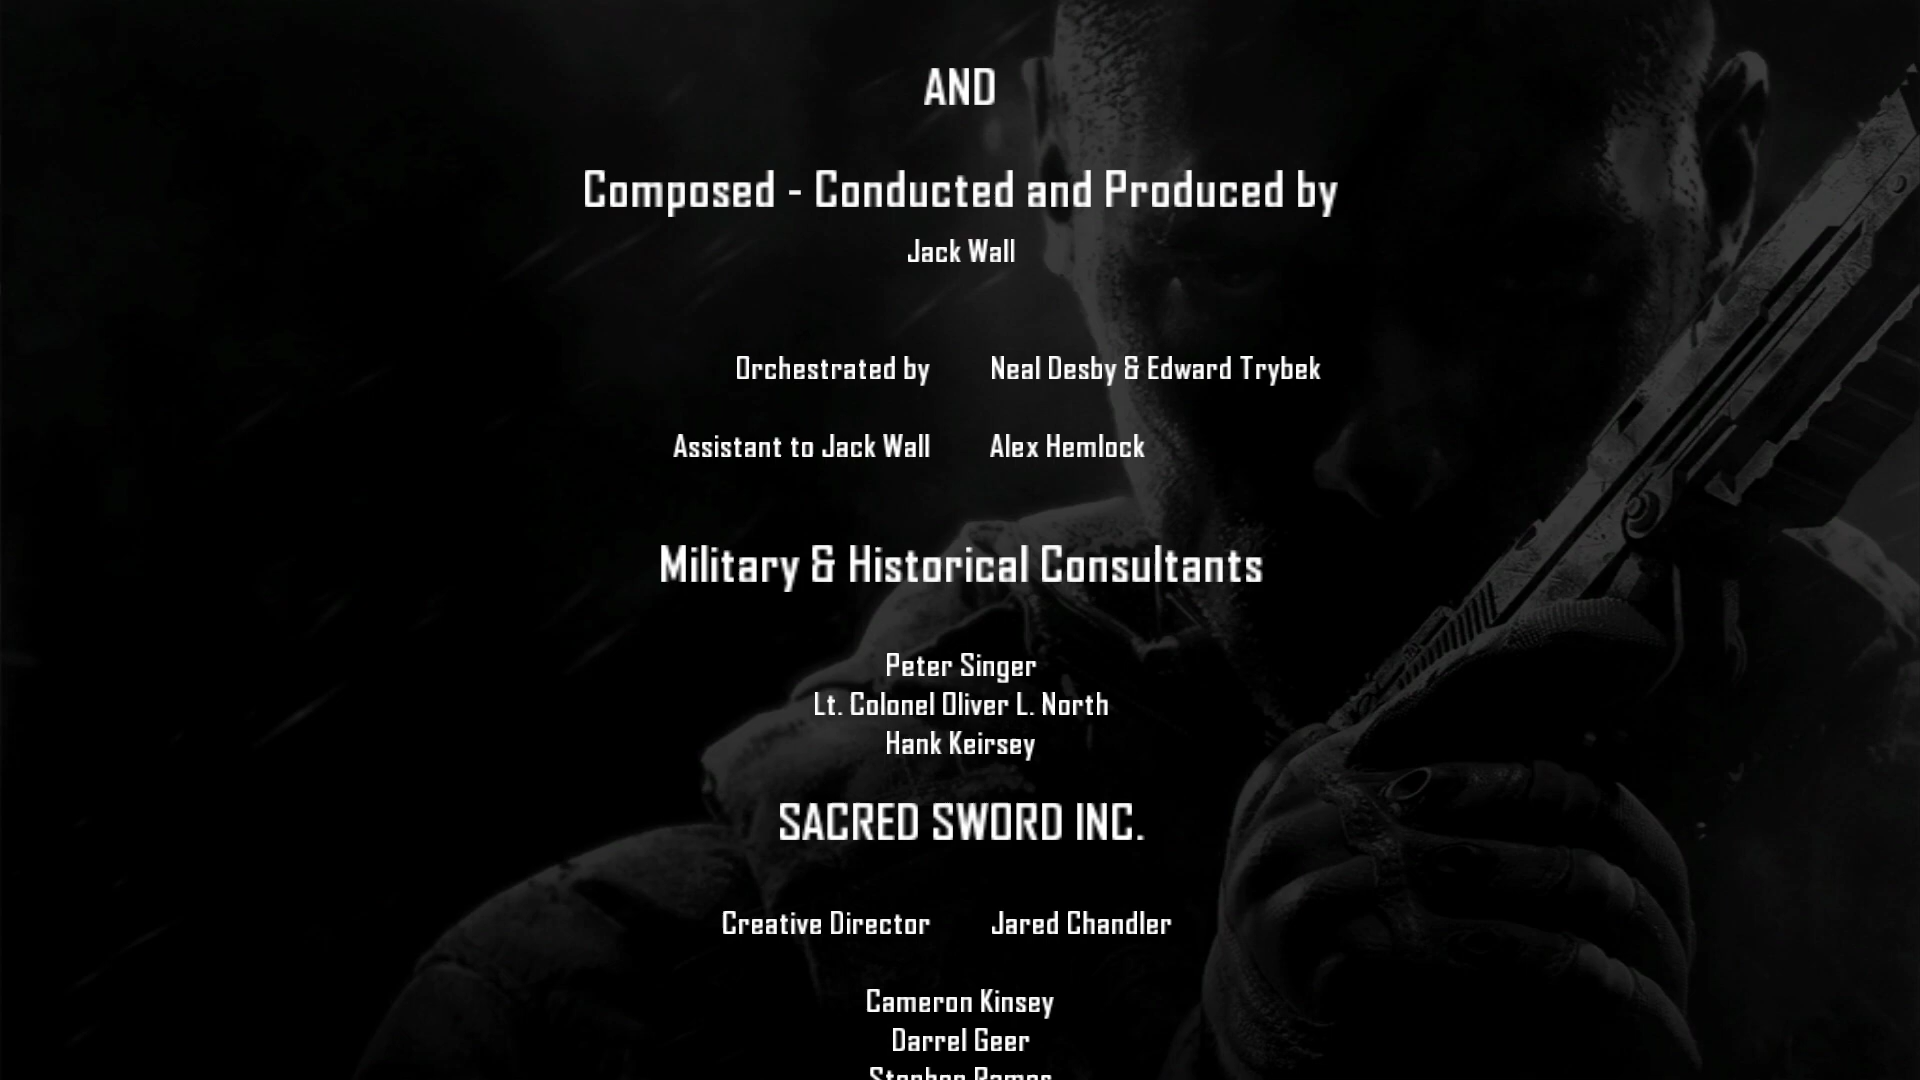 AND
Composed - Conducted and Produced by
Jack Wall
Orchestrated by Neal Desby & Edward Trybek
Assistant to Jack Wall Alex Hemlock
Military & Historical Consultants
Peter Singer
Lt. Colonel Oliver L. North
Hank Keirsey
SACRED SWORD INC.
Creative Director Jared Chandler
Cameron Kinsey
Darrel Geer
Stephen